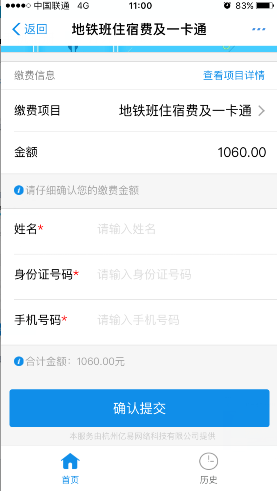 中国联通 4G 11:00 83%
返回 地铁班住宿费及一卡通
缴费信息 查看项目详情
缴费项目 地铁班住宿费及一卡通
金额 1060.00
请仔细确认您的缴费金额
姓名* 请输入姓名
身份证号码* 请输入身份证号码
手机号码* 请输入手机号码
合计金额：1060.00元
确认提交
本服务由杭州亿易网络科技有限公司提供
首页 历史